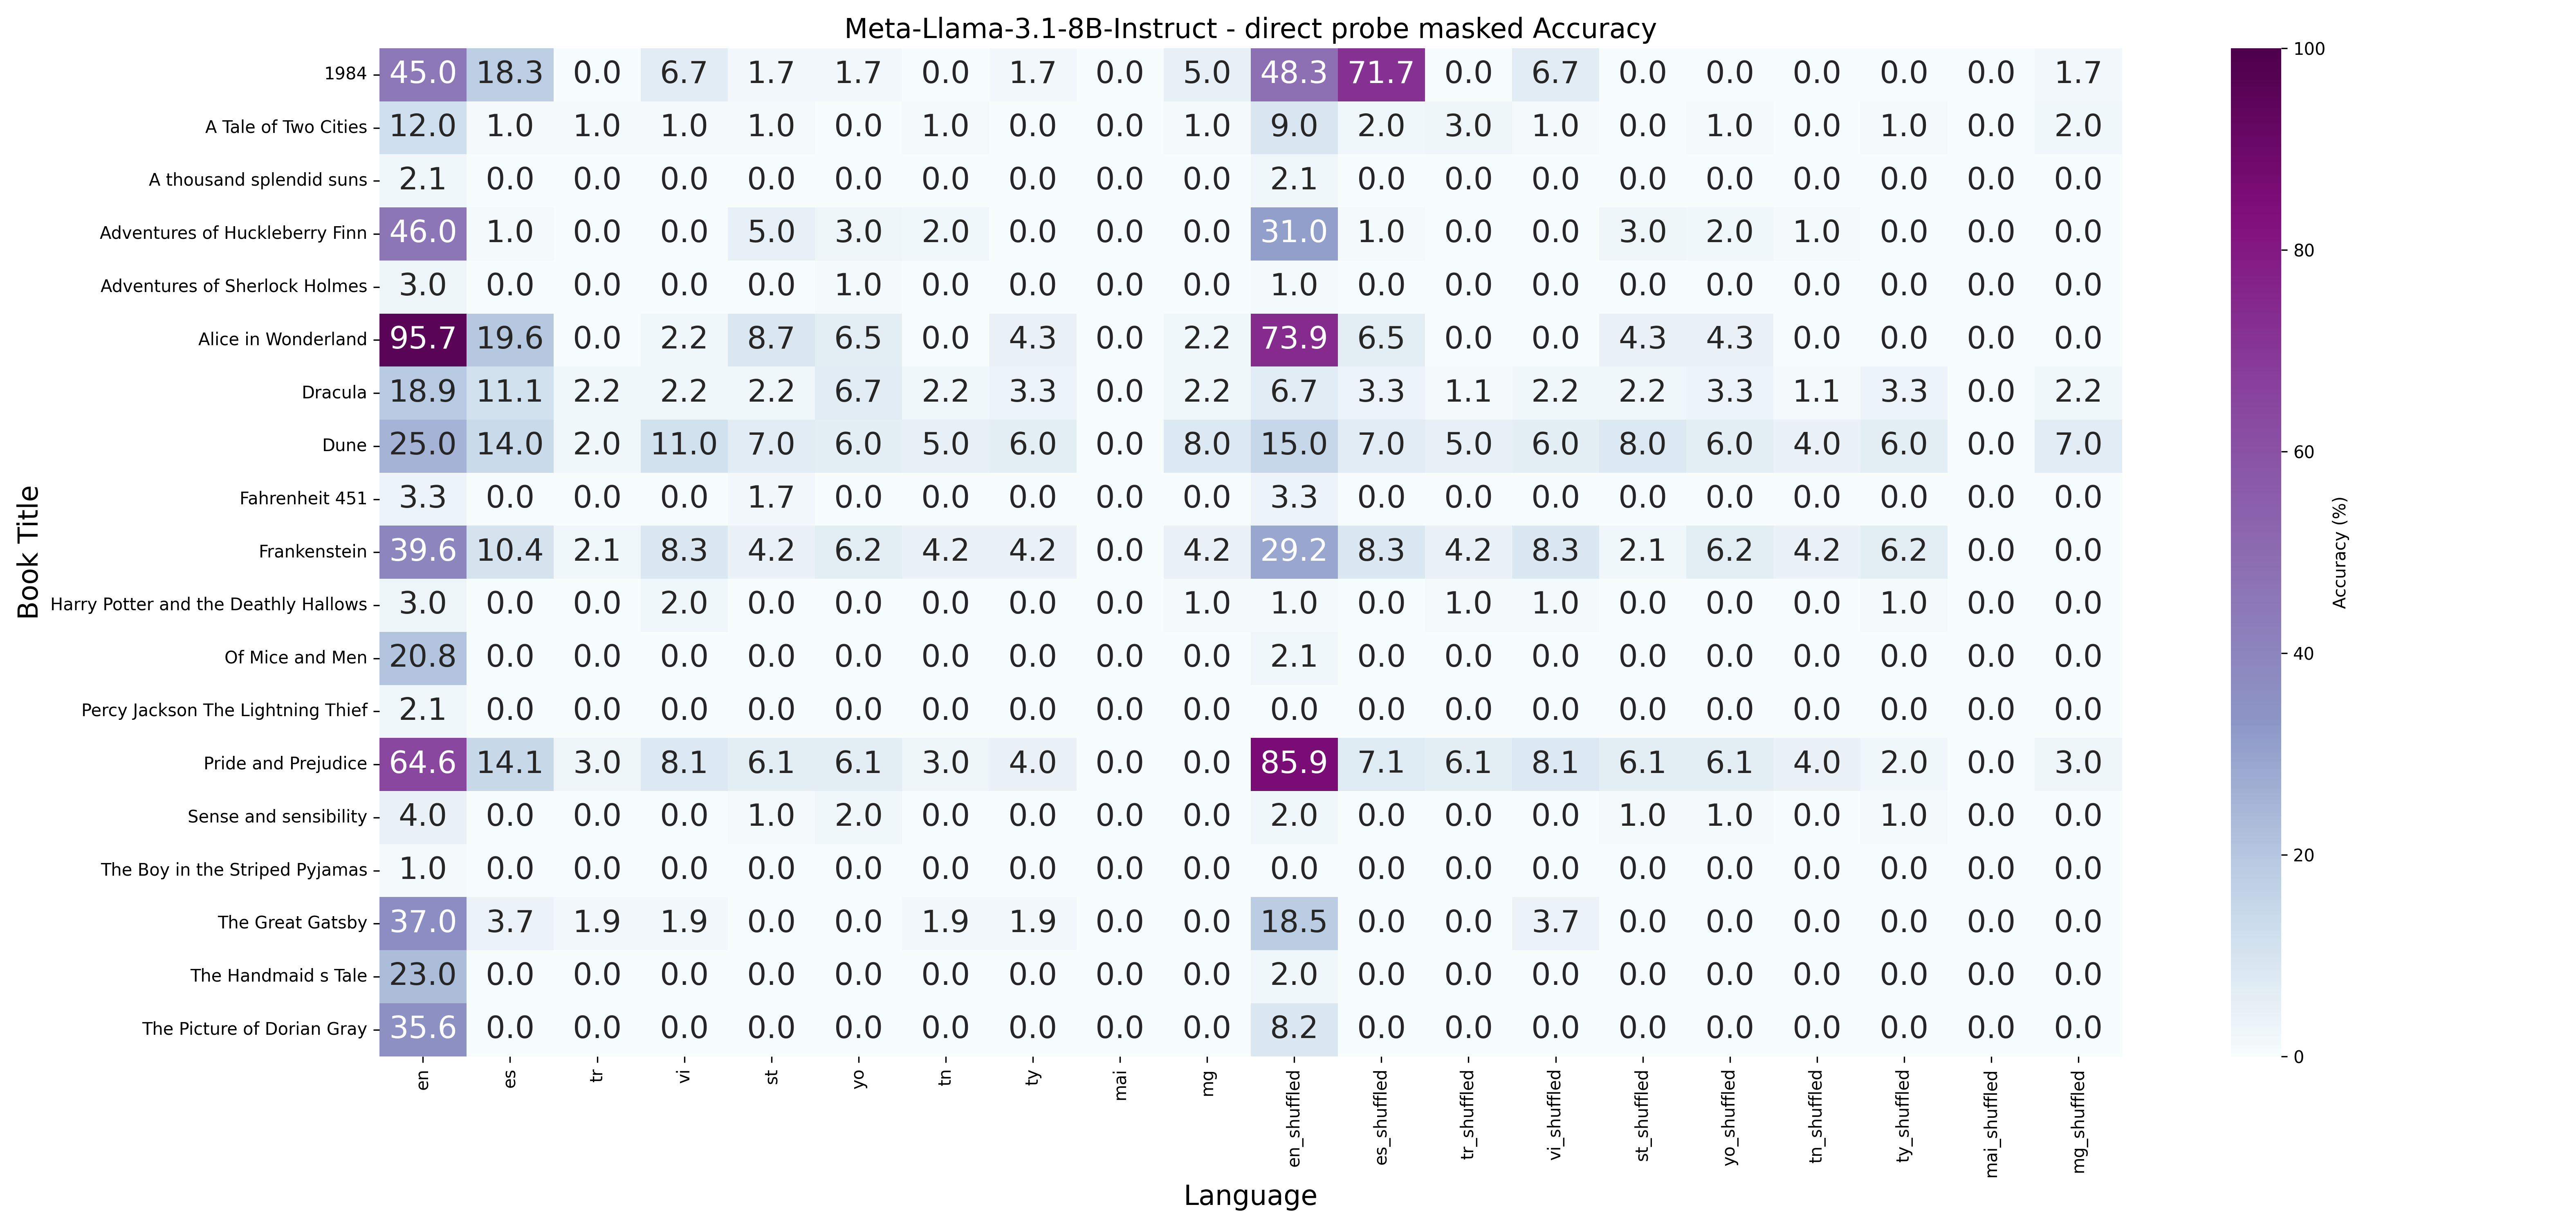 Meta-Llama-3.1-8B-Instruct - direct probe masked Accuracy
Book Title
1984 45.0 18.3 0.0 6.7 1.7 1.7 0.0 1.7 0.0 5.0 48.3 71.7 0.0 6.7 0.0 0.0 0.0 0.0 0.0 1.7
A Tale of Two Cities 12.0 1.0 1.0 1.0 1.0 0.0 1.0 0.0 0.0 1.0 9.0 2.0 3.0 1.0 0.0 1.0 0.0 1.0 0.0 2.0
A thousand splendid suns 2.1 0.0 0.0 0.0 0.0 0.0 0.0 0.0 0.0 0.0 2.1 0.0 0.0 0.0 0.0 0.0 0.0 0.0 0.0 0.0
Adventures of Huckleberry Finn 46.0 1.0 0.0 0.0 5.0 3.0 2.0 0.0 0.0 0.0 31.0 1.0 0.0 0.0 3.0 2.0 1.0 0.0 0.0 0.0
Adventures of Sherlock Holmes 3.0 0.0 0.0 0.0 0.0 1.0 0.0 0.0 0.0 0.0 1.0 0.0 0.0 0.0 0.0 0.0 0.0 0.0 0.0 0.0
Alice in Wonderland 95.7 19.6 0.0 2.2 8.7 6.5 0.0 4.3 0.0 2.2 73.9 6.5 0.0 0.0 4.3 4.3 0.0 0.0 0.0 0.0
Dracula 18.9 11.1 2.2 2.2 2.2 6.7 2.2 3.3 0.0 2.2 6.7 3.3 1.1 2.2 2.2 3.3 1.1 3.3 0.0 2.2
Dune 25.0 14.0 2.0 11.0 7.0 6.0 5.0 6.0 0.0 8.0 15.0 7.0 5.0 6.0 8.0 6.0 4.0 6.0 0.0 7.0
Fahrenheit 451 3.3 0.0 0.0 0.0 1.7 0.0 0.0 0.0 0.0 0.0 3.3 0.0 0.0 0.0 0.0 0.0 0.0 0.0 0.0 0.0
Frankenstein 39.6 10.4 2.1 8.3 4.2 6.2 4.2 4.2 0.0 4.2 29.2 8.3 4.2 8.3 2.1 6.2 4.2 6.2 0.0 0.0
Harry Potter and the Deathly Hallows 3.0 0.0 0.0 2.0 0.0 0.0 0.0 0.0 0.0 1.0 1.0 0.0 1.0 1.0 0.0 0.0 0.0 1.0 0.0 0.0
Of Mice and Men 20.8 0.0 0.0 0.0 0.0 0.0 0.0 0.0 0.0 0.0 2.1 0.0 0.0 0.0 0.0 0.0 0.0 0.0 0.0 0.0
Percy Jackson The Lightning Thief 2.1 0.0 0.0 0.0 0.0 0.0 0.0 0.0 0.0 0.0 0.0 0.0 0.0 0.0 0.0 0.0 0.0 0.0 0.0 0.0
Pride and Prejudice 64.6 14.1 3.0 8.1 6.1 6.1 3.0 4.0 0.0 0.0 85.9 7.1 6.1 8.1 6.1 6.1 4.0 2.0 0.0 3.0
Sense and sensibility 4.0 0.0 0.0 0.0 1.0 2.0 0.0 0.0 0.0 0.0 2.0 0.0 0.0 0.0 1.0 1.0 0.0 1.0 0.0 0.0
The Boy in the Striped Pyjamas 1.0 0.0 0.0 0.0 0.0 0.0 0.0 0.0 0.0 0.0 0.0 0.0 0.0 0.0 0.0 0.0 0.0 0.0 0.0 0.0
The Great Gatsby 37.0 3.7 1.9 1.9 0.0 0.0 1.9 1.9 0.0 0.0 18.5 0.0 0.0 3.7 0.0 0.0 0.0 0.0 0.0 0.0
The Handmaid s Tale 23.0 0.0 0.0 0.0 0.0 0.0 0.0 0.0 0.0 0.0 2.0 0.0 0.0 0.0 0.0 0.0 0.0 0.0 0.0 0.0
The Picture of Dorian Gray 35.6 0.0 0.0 0.0 0.0 0.0 0.0 0.0 0.0 0.0 8.2 0.0 0.0 0.0 0.0 0.0 0.0 0.0 0.0 0.0
en es tr vi st yo tn ty mai mg en_shuffled es_shuffled tr_shuffled vi_shuffled st_shuffled yo_shuffled tn_shuffled ty_shuffled mai_shuffled mg_shuffled
Language
100
80
60
40
20
0
Accuracy (%)